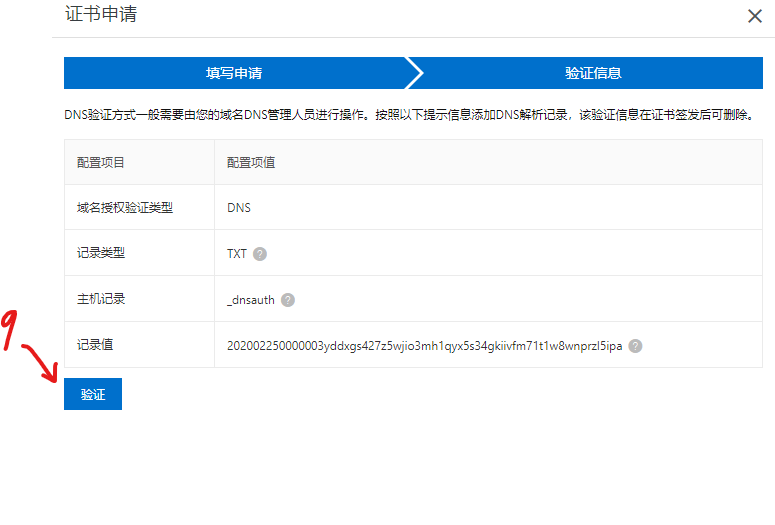 证书申请
填写申请
验证信息
DNS验证方式一般需要由您的域名DNS管理人员进行操作。按照以下提示信息添加DNS解析记录，该验证信息在证书签发后可删除。
配置项目 配置项值
域名授权验证类型 DNS
记录类型 TXT ?
主机记录 _dnsauth ?
记录值 202002250000003yddxgs427z5wjio3mh1qyx5s34gkiivfm71t1w8wnprzl5ipa ?
9
验证